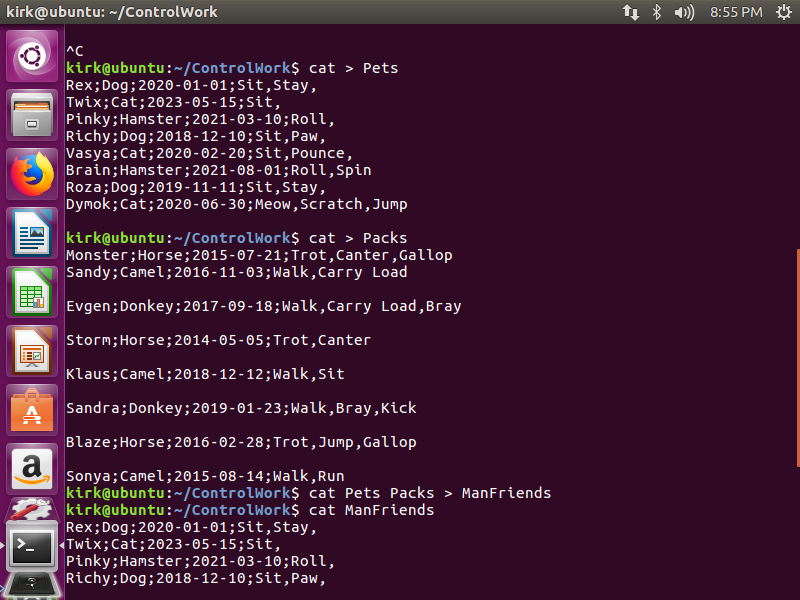 kirk@ubuntu: ~/ControlWork
8:55 PM
^C
kirk@ubuntu:~/ControlWork$ cat > Pets
Rex;Dog;2020-01-01;Sit,Stay,
Twix;Cat;2023-05-15;Sit,
Pinky;Hamster;2021-03-10;Roll,
Richy;Dog;2018-12-10;Sit,Paw,
Vasya;Cat;2020-02-20;Sit,Pounce,
Brain;Hamster;2021-08-01;Roll,Spin
Roza;Dog;2019-11-11;Sit,Stay,
Dymok;Cat;2020-06-30;Meow,Scratch,Jump
kirk@ubuntu:~/ControlWork$ cat > Packs
Monster;Horse;2015-07-21;Trot,Canter,Gallop
Sandy;Camel;2016-11-03;Walk,Carry Load
Evgen;Donkey;2017-09-18;Walk,Carry Load,Bray
Storm;Horse;2014-05-05;Trot,Canter
Klaus;Camel;2018-12-12;Walk,Sit
Sandra;Donkey;2019-01-23;Walk,Bray,Kick
Blaze;Horse;2016-02-28;Trot,Jump,Gallop
Sonya;Camel;2015-08-14;Walk,Run
kirk@ubuntu:~/ControlWork$ cat Pets Packs > ManFriends
kirk@ubuntu:~/ControlWork$ cat ManFriends
Rex;Dog;2020-01-01;Sit,Stay,
Twix;Cat;2023-05-15;Sit,
Pinky;Hamster;2021-03-10;Roll,
Richy;Dog;2018-12-10;Sit,Paw,